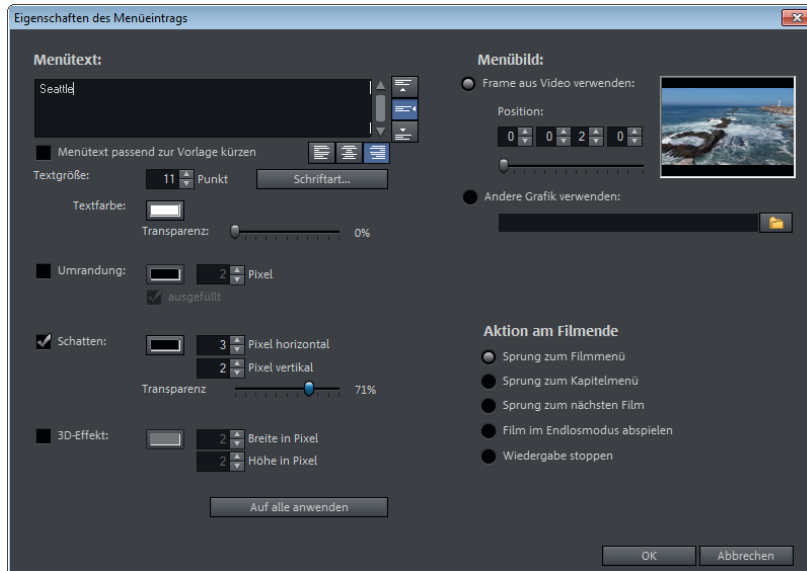 Eigenschaften des Menüeintrags
Menütext:
Seattle
Menütext passend zur Vorlage kürzen
Textgröße: 11 Punkt Schriftart...
Textfarbe:
Transparenz: 0%
Umrandung: 2 Pixel
ausgefüllt
Schatten: 3 Pixel horizontal
2 Pixel vertikal
Transparenz 71%
3D-Effekt: 2 Breite in Pixel
2 Höhe in Pixel
Auf alle anwenden
Menübild:
Frame aus Video verwenden:
Position:
0 0 2 0
Andere Grafik verwenden:
Aktion am Filmende
Sprung zum Filmmenü
Sprung zum Kapitelmenü
Sprung zum nächsten Film
Film im Endlosmodus abspielen
Wiedergabe stoppen
OK Abbrechen